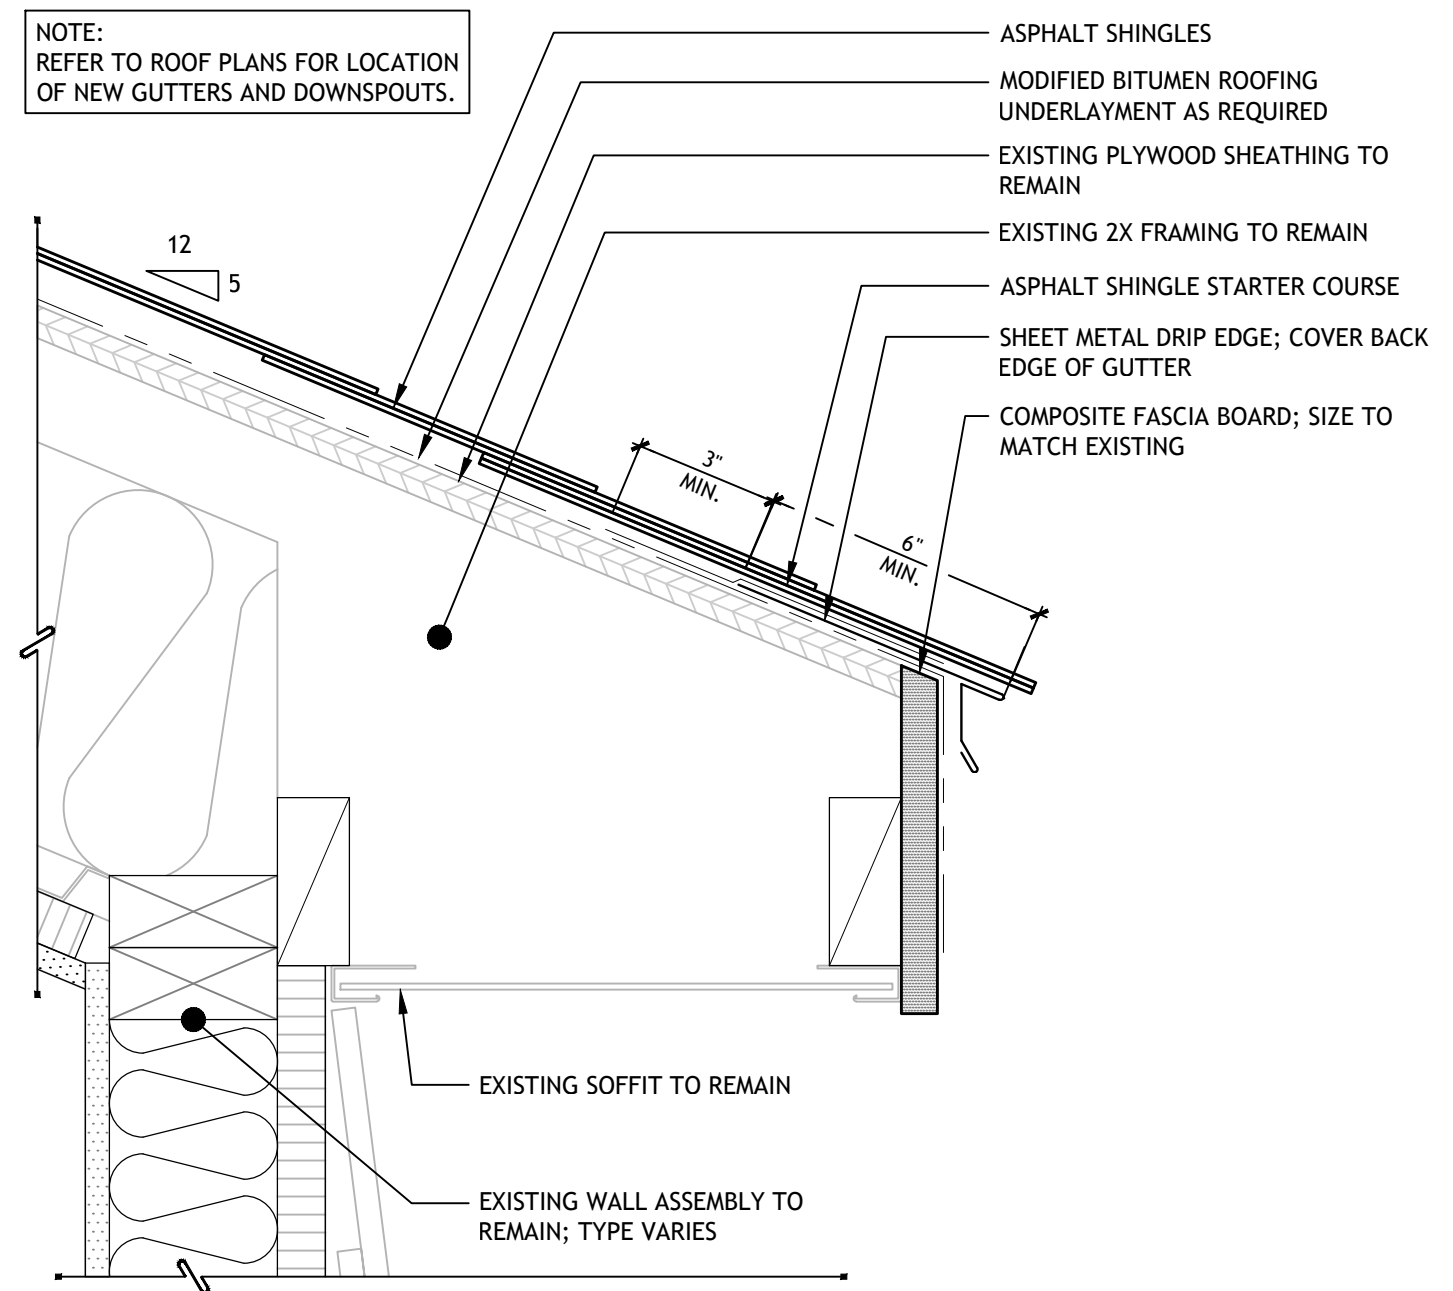 NOTE:
REFER TO ROOF PLANS FOR LOCATION
OF NEW GUTTERS AND DOWNSPOUTS.
ASPHALT SHINGLES
MODIFIED BITUMEN ROOFING
UNDERLAYMENT AS REQUIRED
EXISTING PLYWOOD SHEATHING TO
REMAIN
EXISTING 2X FRAMING TO REMAIN
ASPHALT SHINGLE STARTER COURSE
SHEET METAL DRIP EDGE; COVER BACK
EDGE OF GUTTER
COMPOSITE FASCIA BOARD; SIZE TO
MATCH EXISTING
12
5
3"
MIN.
6"
MIN.
EXISTING SOFFIT TO REMAIN
EXISTING WALL ASSEMBLY TO
REMAIN; TYPE VARIES